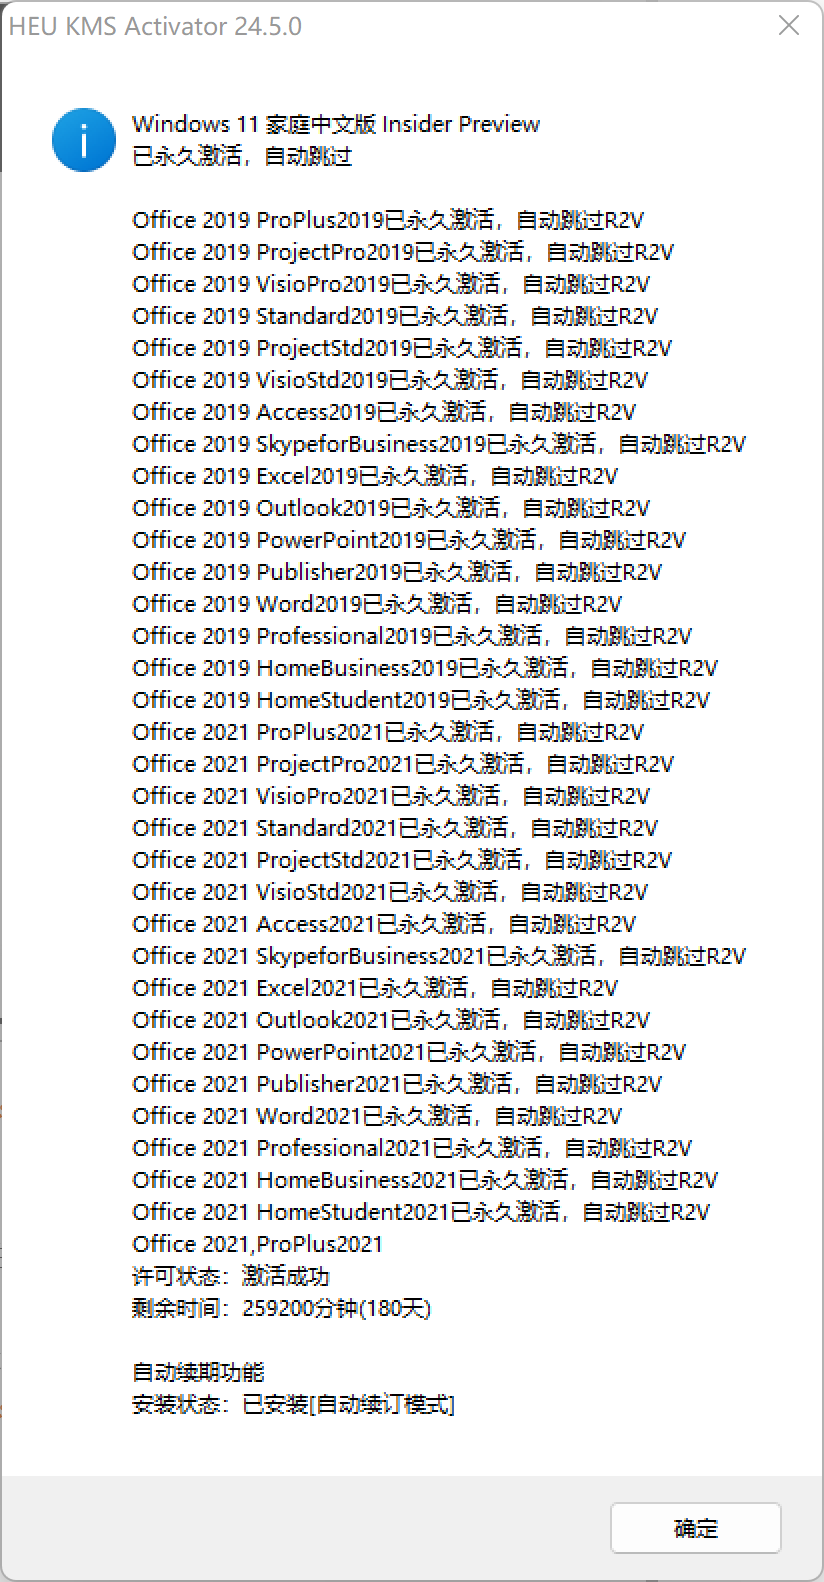 HEU KMS Activator 24.5.0
Windows 11 家庭中文版 Insider Preview
已永久激活，自动跳过
Office 2019 ProPlus2019已永久激活，自动跳过R2V
Office 2019 ProjectPro2019已永久激活，自动跳过R2V
Office 2019 VisioPro2019已永久激活，自动跳过R2V
Office 2019 Standard2019已永久激活，自动跳过R2V
Office 2019 ProjectStd2019已永久激活，自动跳过R2V
Office 2019 VisioStd2019已永久激活，自动跳过R2V
Office 2019 Access2019已永久激活，自动跳过R2V
Office 2019 SkypeforBusiness2019已永久激活，自动跳过R2V
Office 2019 Excel2019已永久激活，自动跳过R2V
Office 2019 Outlook2019已永久激活，自动跳过R2V
Office 2019 PowerPoint2019已永久激活，自动跳过R2V
Office 2019 Publisher2019已永久激活，自动跳过R2V
Office 2019 Word2019已永久激活，自动跳过R2V
Office 2019 Professional2019已永久激活，自动跳过R2V
Office 2019 HomeBusiness2019已永久激活，自动跳过R2V
Office 2019 HomeStudent2019已永久激活，自动跳过R2V
Office 2021 ProPlus2021已永久激活，自动跳过R2V
Office 2021 ProjectPro2021已永久激活，自动跳过R2V
Office 2021 VisioPro2021已永久激活，自动跳过R2V
Office 2021 Standard2021已永久激活，自动跳过R2V
Office 2021 ProjectStd2021已永久激活，自动跳过R2V
Office 2021 VisioStd2021已永久激活，自动跳过R2V
Office 2021 Access2021已永久激活，自动跳过R2V
Office 2021 SkypeforBusiness2021已永久激活，自动跳过R2V
Office 2021 Excel2021已永久激活，自动跳过R2V
Office 2021 Outlook2021已永久激活，自动跳过R2V
Office 2021 PowerPoint2021已永久激活，自动跳过R2V
Office 2021 Publisher2021已永久激活，自动跳过R2V
Office 2021 Word2021已永久激活，自动跳过R2V
Office 2021 Professional2021已永久激活，自动跳过R2V
Office 2021 HomeBusiness2021已永久激活，自动跳过R2V
Office 2021 HomeStudent2021已永久激活，自动跳过R2V
Office 2021,ProPlus2021
许可状态：激活成功
剩余时间：259200分钟(180天)
自动续期功能
安装状态：已安装[自动续订模式]
确定